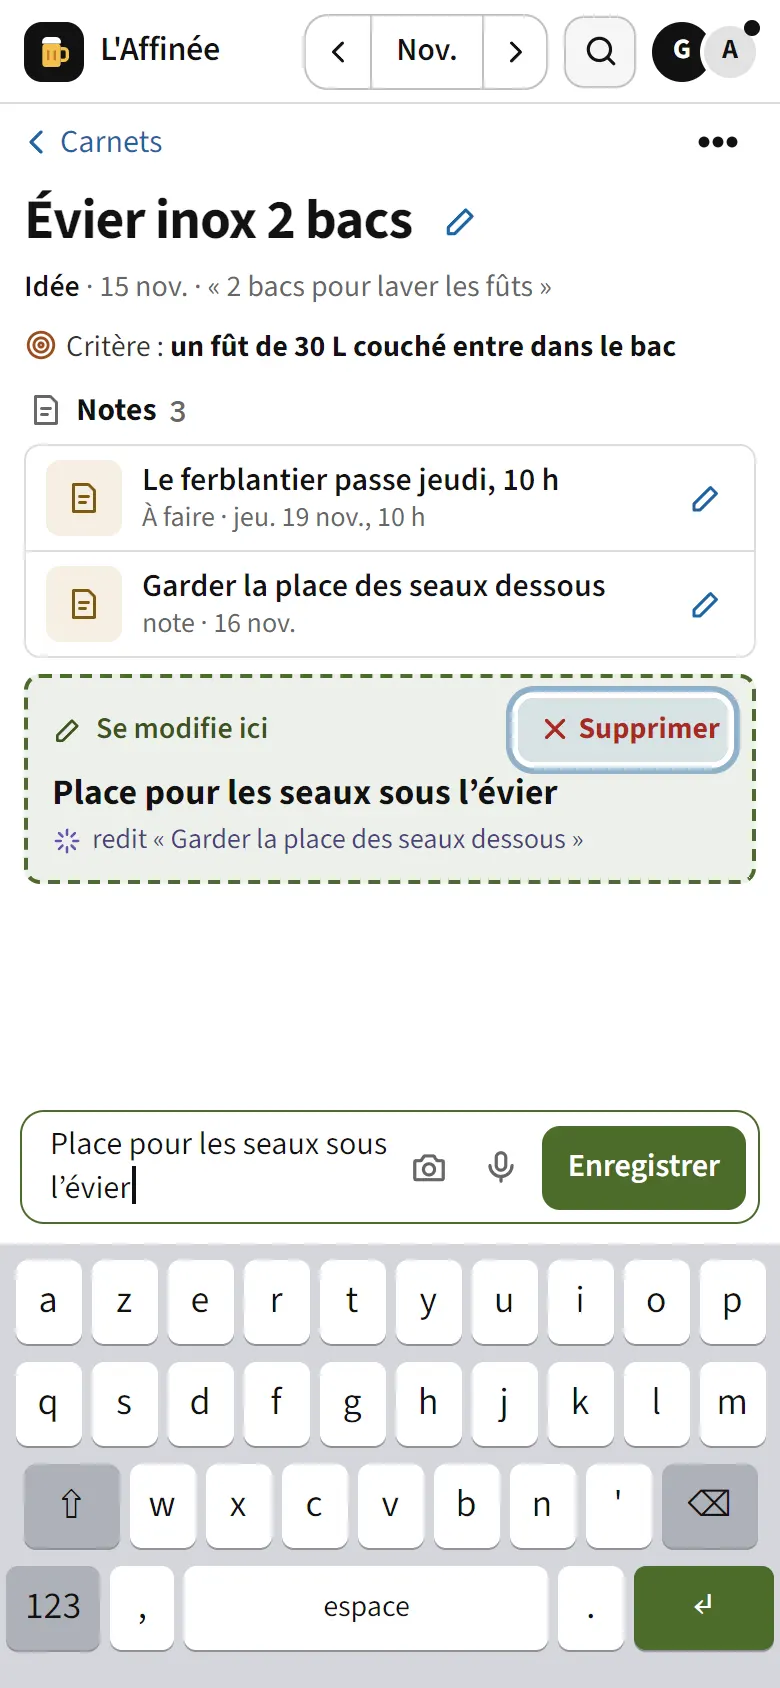 L'Affinée
Nov.
G
A
Carnets
Évier inox 2 bacs
Idée · 15 nov. · « 2 bacs pour laver les fûts »
Critère : un fût de 30 L couché entre dans le bac
Notes 3
Le ferblantier passe jeudi, 10 h
À faire · jeu. 19 nov., 10 h
Garder la place des seaux dessous
note · 16 nov.
Se modifie ici
Supprimer
Place pour les seaux sous l’évier
redit « Garder la place des seaux dessous »
Place pour les seaux sous
l’évier
Enregistrer
a z e r t y u i o p
q s d f g h j k l m
⇧ w x c v b n ' ⌫
123 , espace . ↵